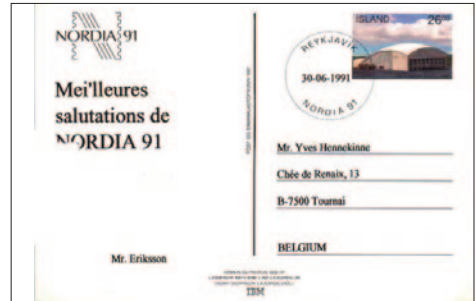 NORDIA 91
Mei'lleures
salutations de
NORDIA 91
Mr. Eriksson
ISLAND 26
REYKJAVÍK
30-06-1991
NORDIA 91
Mr. Yves Hennekinne
Chée de Renaix, 13
B-7500 Tournai
BELGIUM
IBM